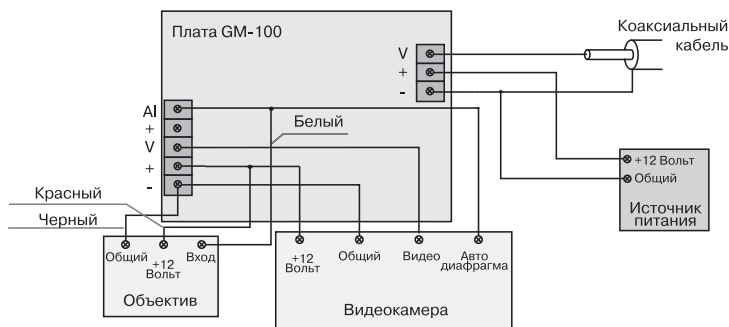 Плата GM-100
Коаксиальный
кабель
V
+
-
AI
+
V
+
-
Белый
Красный
Черный
+12 Вольт
Общий
Источник
питания
Общий
+12
Вольт
Вход
Объектив
+12
Вольт
Общий
Видео
Авто
диафрагма
Видеокамера